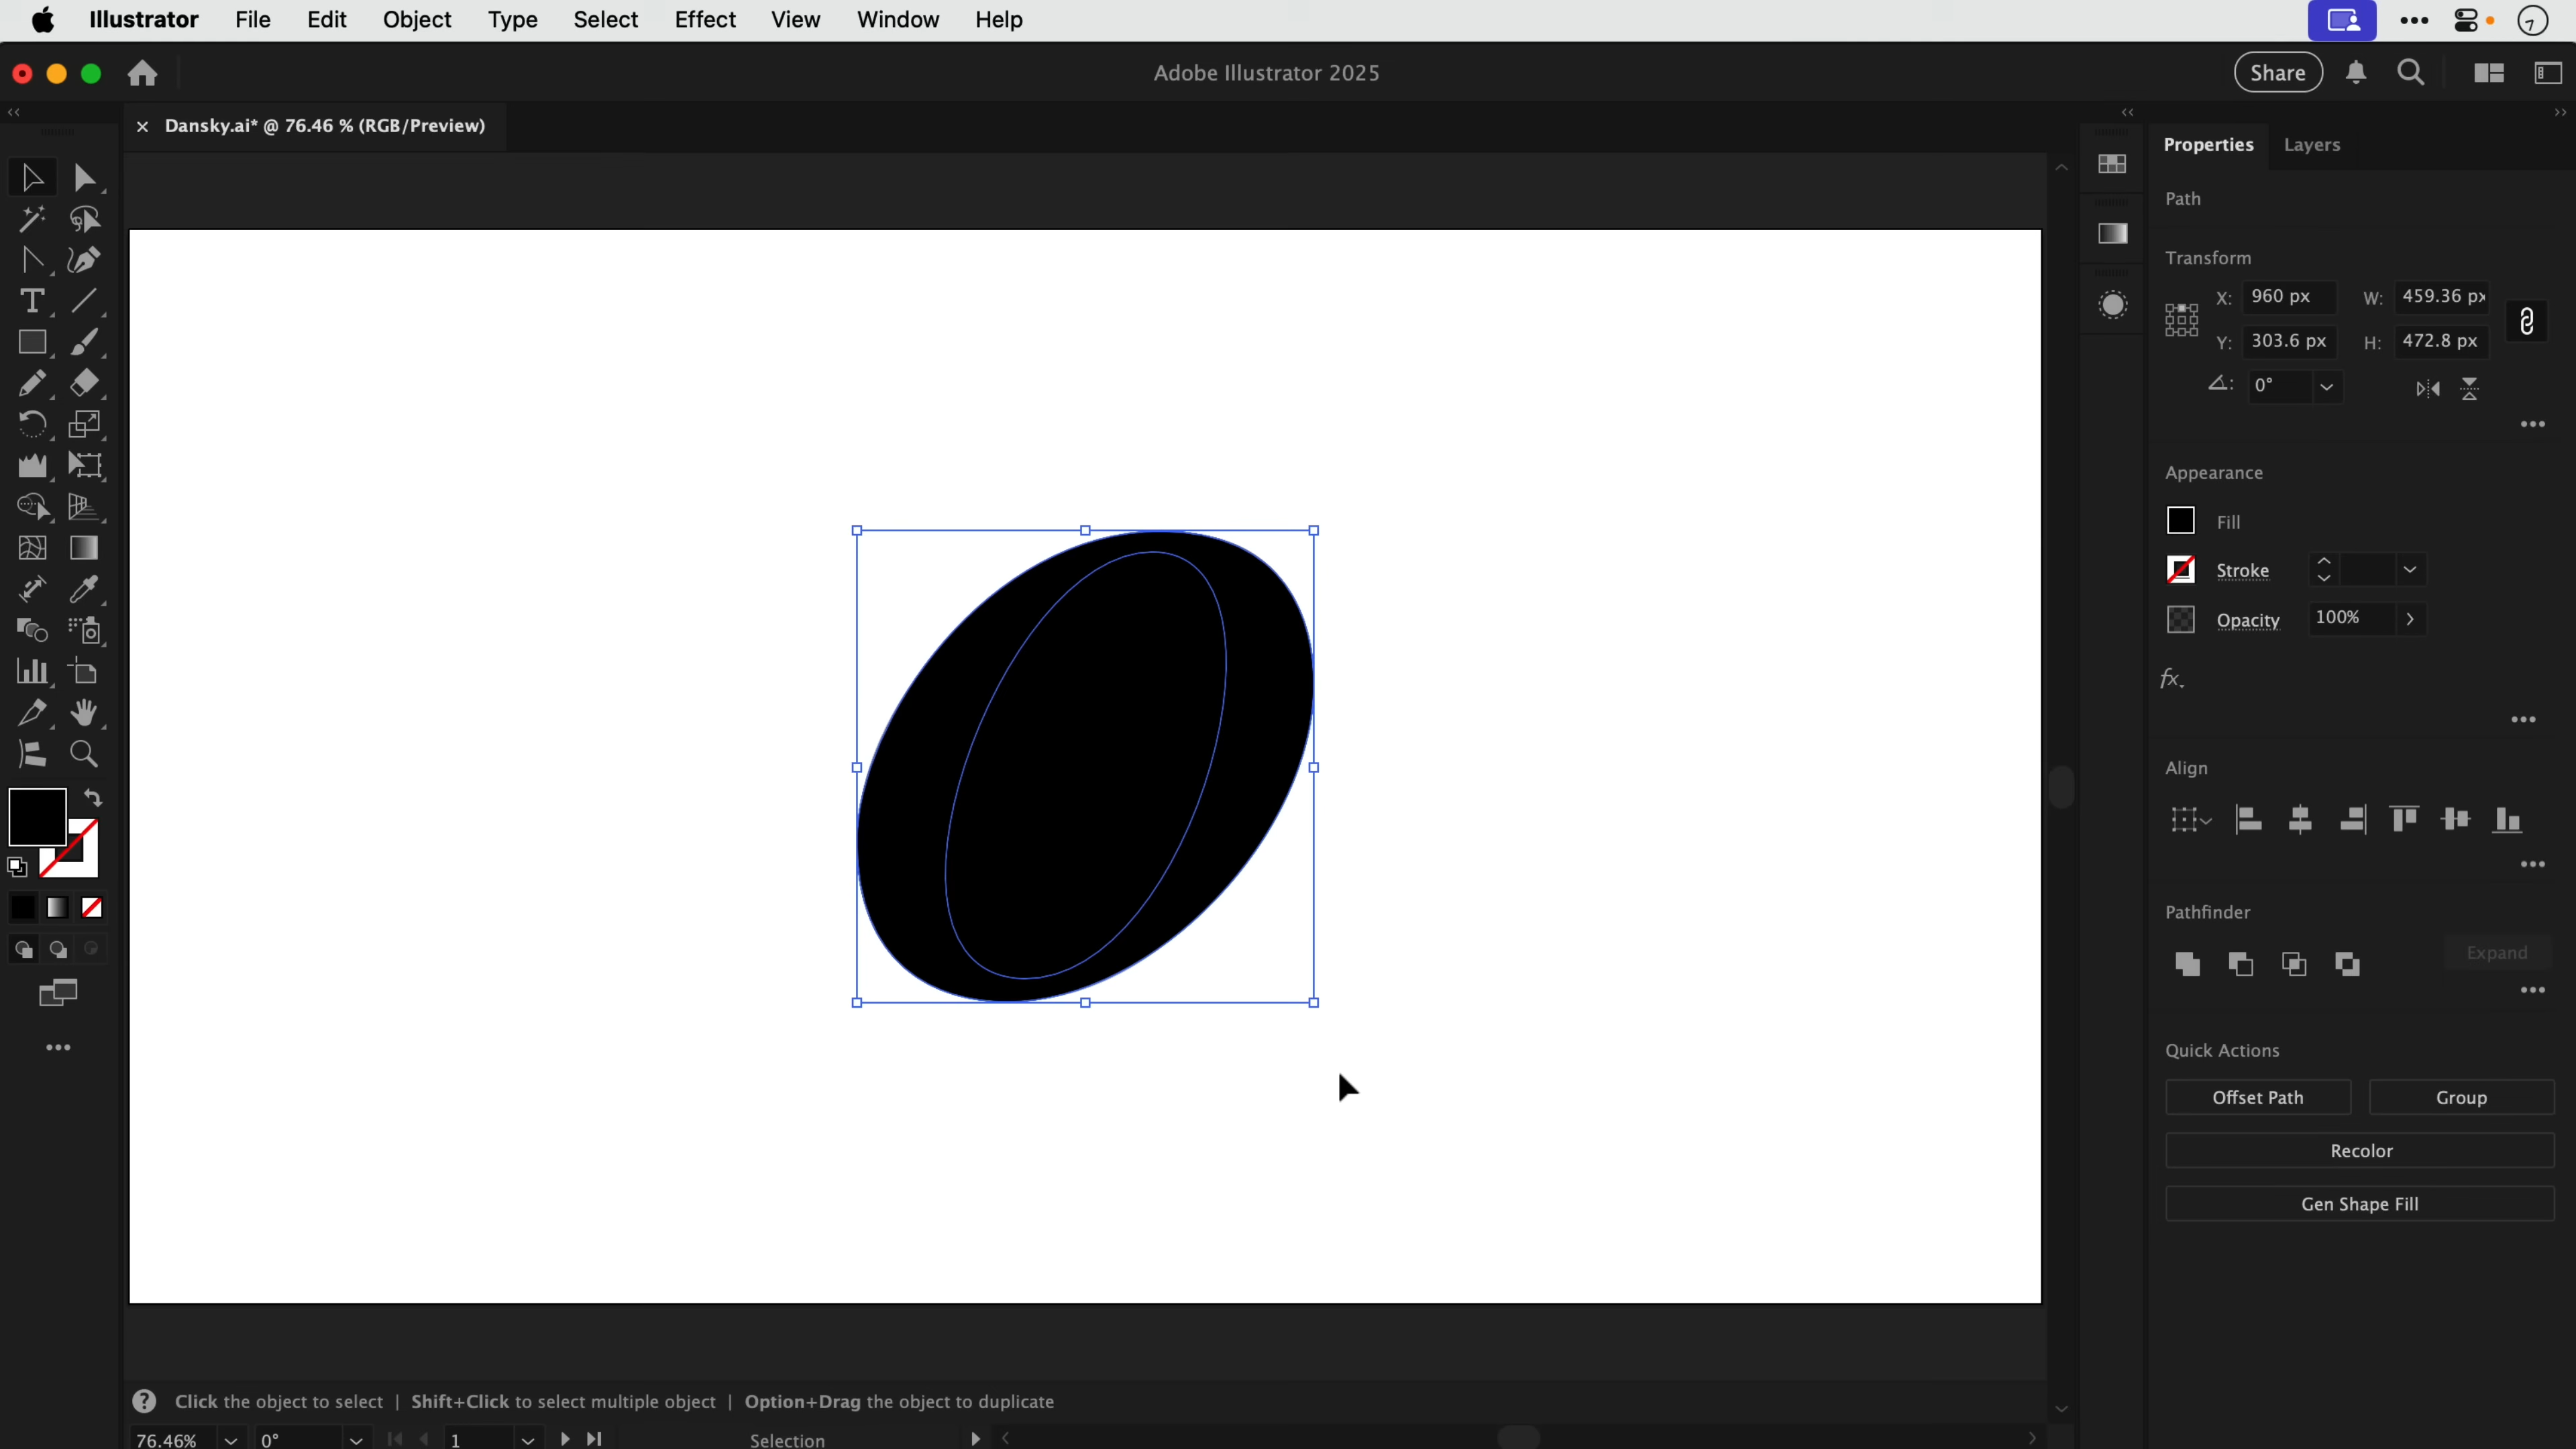 Illustrator File Edit Object Type Select Effect View Window Help
Adobe Illustrator 2025
Share
Dansky.ai* @ 76.46 % (RGB/Preview)
Properties Layers
Path
Transform
X: 960 px W: 459.36 px
Y: 303.6 px H: 472.8 px
0°
Appearance
Fill
Stroke
Opacity 100%
fx
Align
Pathfinder
Expand
Quick Actions
Offset Path Group
Recolor
Gen Shape Fill
Click the object to select | Shift+Click to select multiple object | Option+Drag the object to duplicate
76.46% 0° 1 Selection